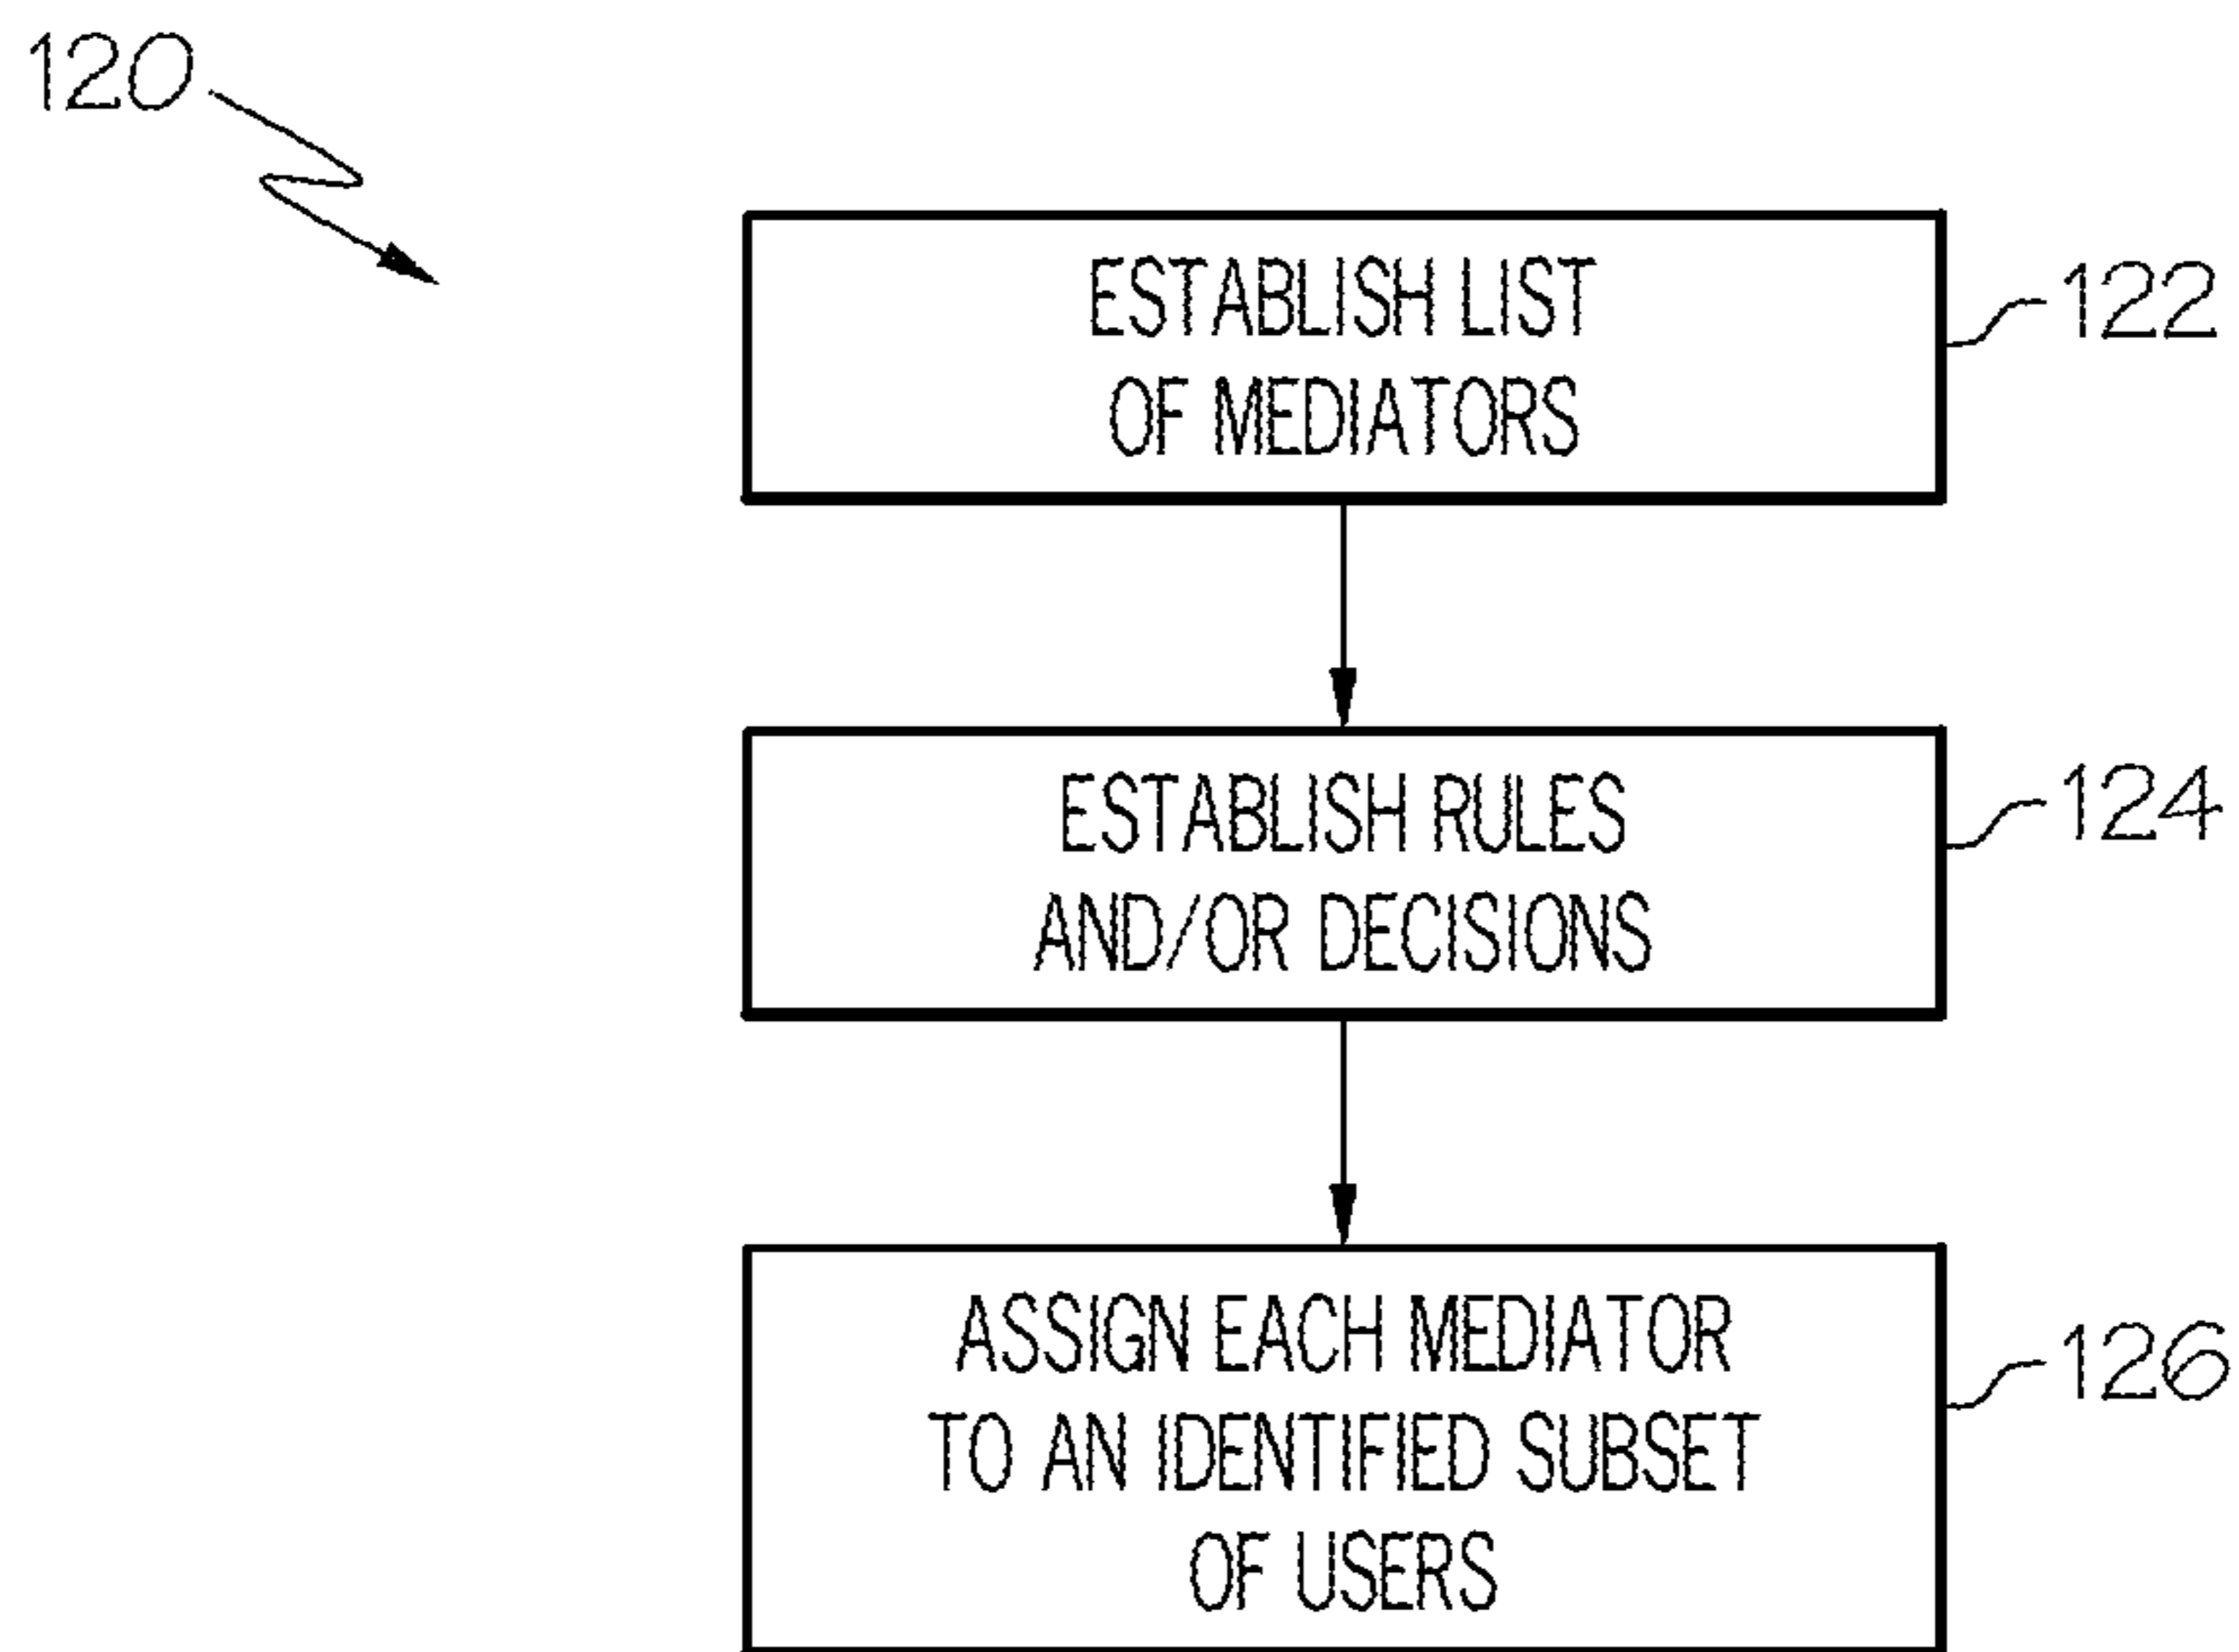 120
ESTABLISH LIST
OF MEDIATORS
122
ESTABLISH RULES
AND/OR DECISIONS
124
ASSIGN EACH MEDIATOR
TO AN IDENTIFIED SUBSET
OF USERS
126